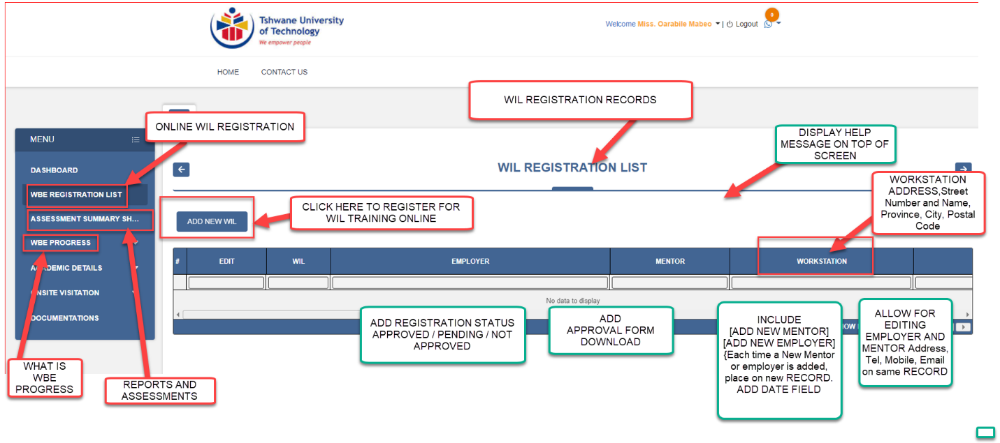 Tshwane University
of Technology
We empower people
Welcome Miss. Oarabile Mabeo | Logout
0
HOME
CONTACT US
WIL REGISTRATION RECORDS
ONLINE WIL REGISTRATION
DISPLAY HELP
MESSAGE ON TOP OF
SCREEN
MENU
DASHBOARD
WBE REGISTRATION LIST
ASSESSMENT SUMMARY SH...
WBE PROGRESS
ACADEMIC DETAILS
ONSITE VISITATION
DOCUMENTATIONS
WIL REGISTRATION LIST
WORKSTATION
ADDRESS,Street
Number and Name,
Province, City, Postal
Code
CLICK HERE TO REGISTER FOR
WIL TRAINING ONLINE
ADD NEW WIL
# EDIT WIL EMPLOYER MENTOR WORKSTATION
No data to display
ADD REGISTRATION STATUS
APPROVED / PENDING / NOT
APPROVED
ADD
APPROVAL FORM
DOWNLOAD
INCLUDE
[ADD NEW MENTOR]
[ADD NEW EMPLOYER]
{Each time a New Mentor
or employer is added,
place on new RECORD.
ADD DATE FIELD
ALLOW FOR
EDITING
EMPLOYER AND
MENTOR Address,
Tel, Mobile, Email
on same RECORD
WHAT IS
WBE
PROGRESS
REPORTS AND
ASSESSMENTS